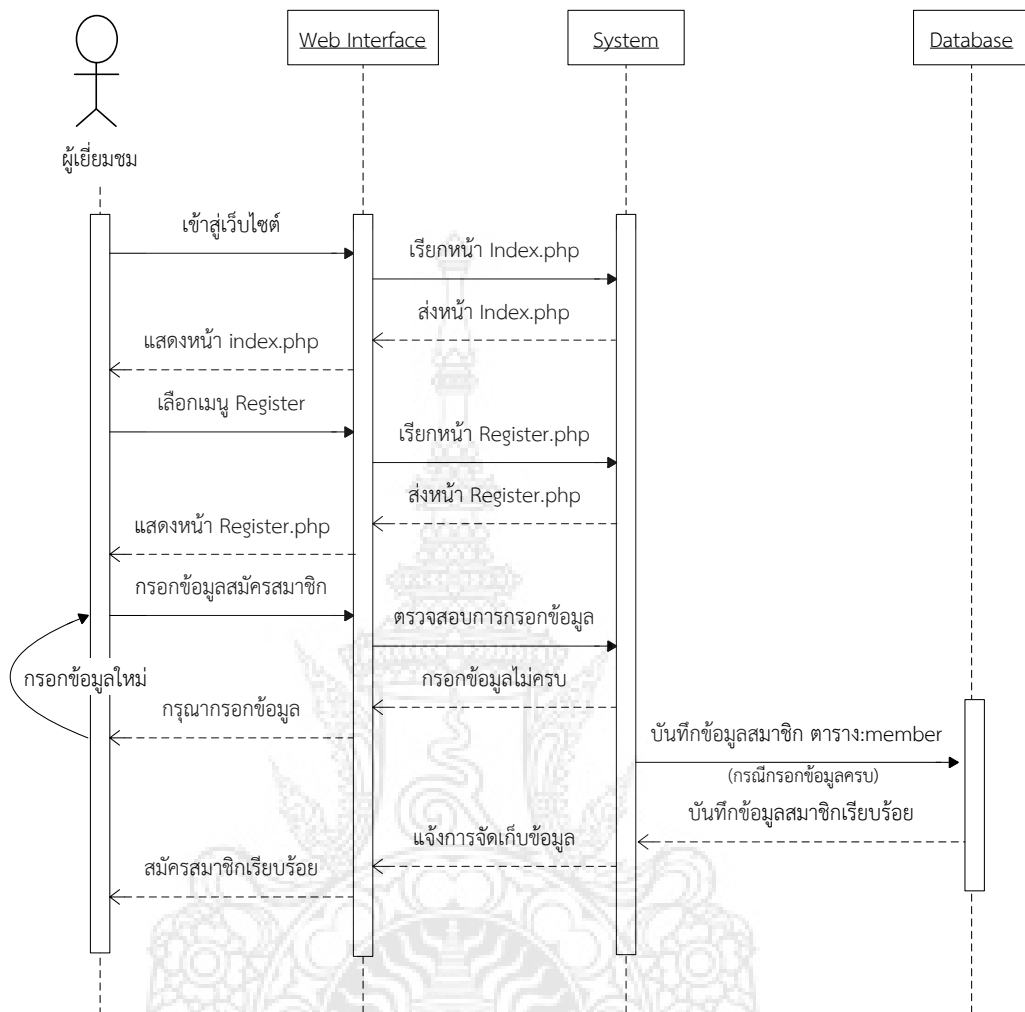 Web Interface
System
Database
ผู้เยี่ยมชม
เข้าสู่เว็บไซต์
เรียกหน้า Index.php
ส่งหน้า Index.php
แสดงหน้า index.php
เลือกเมนู Register
เรียกหน้า Register.php
ส่งหน้า Register.php
แสดงหน้า Register.php
กรอกข้อมูลสมัครสมาชิก
ตรวจสอบการกรอกข้อมูล
กรอกข้อมูลใหม่
กรอกข้อมูลไม่ครบ
กรุณากรอกข้อมูล
บันทึกข้อมูลสมาชิก ตาราง:member
(กรณีกรอกข้อมูลครบ)
บันทึกข้อมูลสมาชิกเรียบร้อย
แจ้งการจัดเก็บข้อมูล
สมัครสมาชิกเรียบร้อย